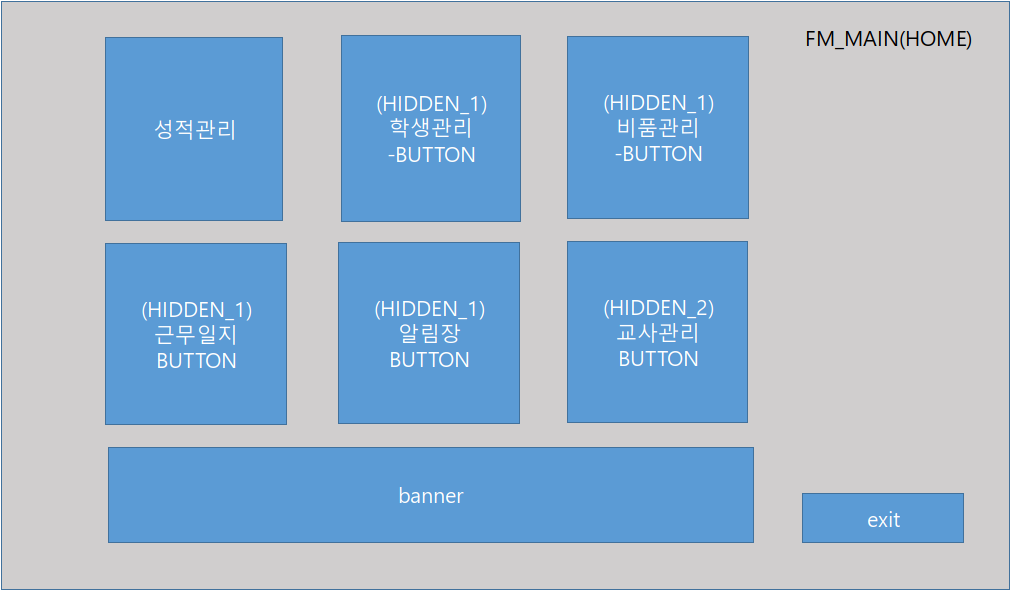 FM_MAIN(HOME)
성적관리
(HIDDEN_1)
학생관리
-BUTTON
(HIDDEN_1)
비품관리
-BUTTON
(HIDDEN_1)
근무일지
BUTTON
(HIDDEN_1)
알림장
BUTTON
(HIDDEN_2)
교사관리
BUTTON
banner
exit